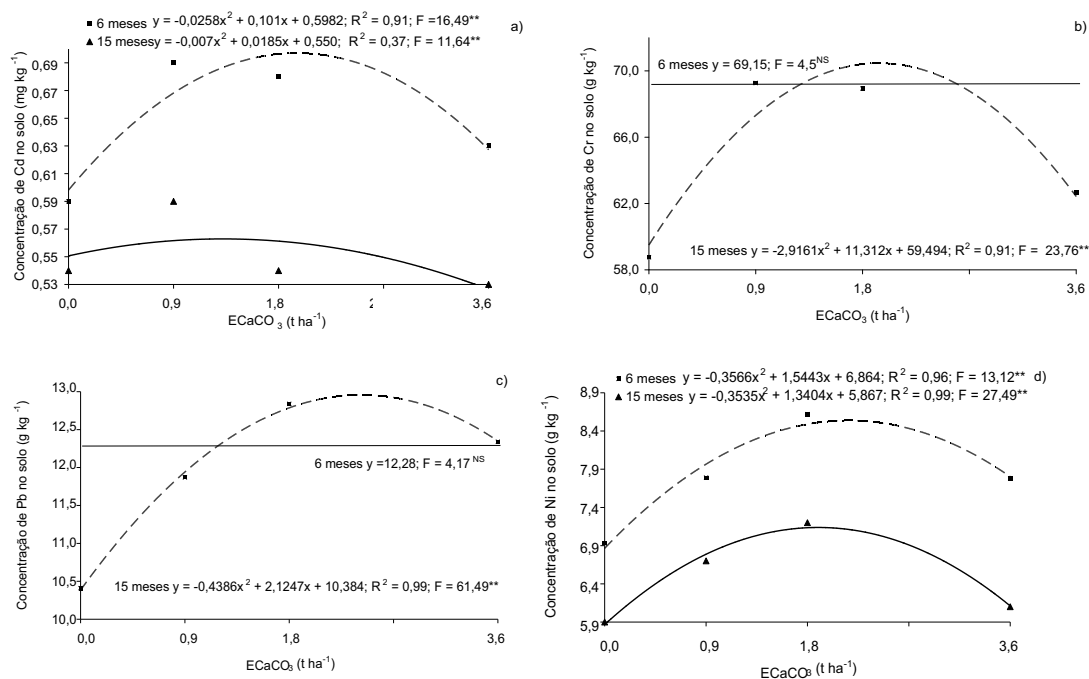 6 meses y = -0,0258x² + 0,101x + 0,5982; R² = 0,91; F =16,49**
15 mesesy = -0,007x² + 0,0185x + 0,550; R² = 0,37; F = 11,64**
a)
Concentração de Cd no solo (mg kg⁻¹)
0,69
0,67
0,65
0,63
0,61
0,59
0,57
0,55
0,53
0,0 0,9 1,8 2 3,6
ECaCO₃ (t ha⁻¹)
b)
6 meses y = 69,15; F = 4,5ᴺˢ
Concentração de Cr no solo (g kg⁻¹)
70,0
66,0
62,0
58,0
15 meses y = -2,9161x² + 11,312x + 59,494; R² = 0,91; F = 23,76**
0,0 0,9 1,8 3,6
ECaCO₃ (t ha⁻¹)
c)
Concentração de Pb no solo (g kg⁻¹)
13,0
12,5
12,0
11,5
11,0
10,5
10,0
6 meses y =12,28; F = 4,17 ᴺˢ
15 meses y = -0,4386x² + 2,1247x + 10,384; R² = 0,99; F = 61,49**
0,0 0,9 1,8 3,6
ECaCO₃ (t ha⁻¹)
6 meses y = -0,3566x² + 1,5443x + 6,864; R² = 0,96; F = 13,12** d)
15 meses y = -0,3535x² + 1,3404x + 5,867; R² = 0,99; F = 27,49**
Concentração de Ni no solo (g kg⁻¹)
8,9
8,4
7,9
7,4
6,9
6,4
5,9
0,0 0,9 1,8 3,6
ECaCO₃ (t ha⁻¹)